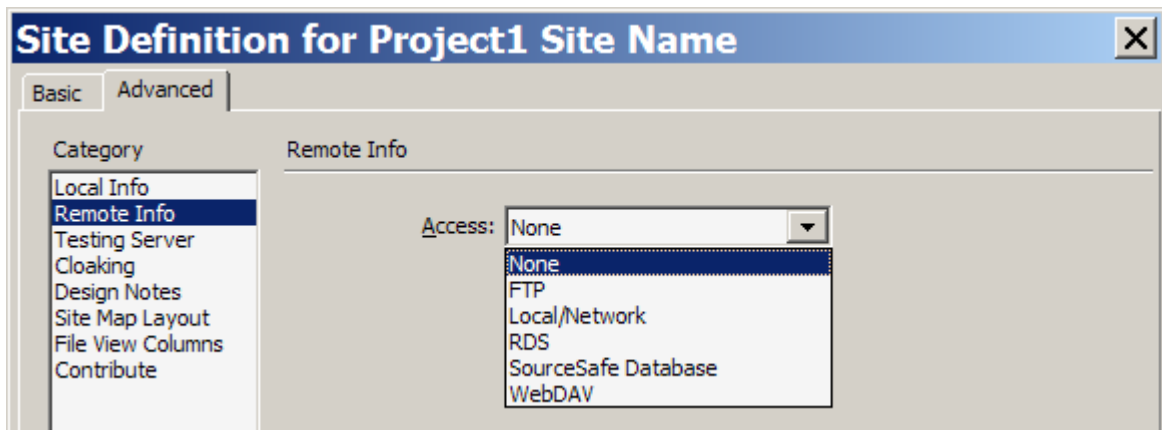 Site Definition for Project1 Site Name
Basic Advanced
Category
Local Info
Remote Info
Testing Server
Cloaking
Design Notes
Site Map Layout
File View Columns
Contribute
Remote Info
Access: None
None
FTP
Local/Network
RDS
SourceSafe Database
WebDAV